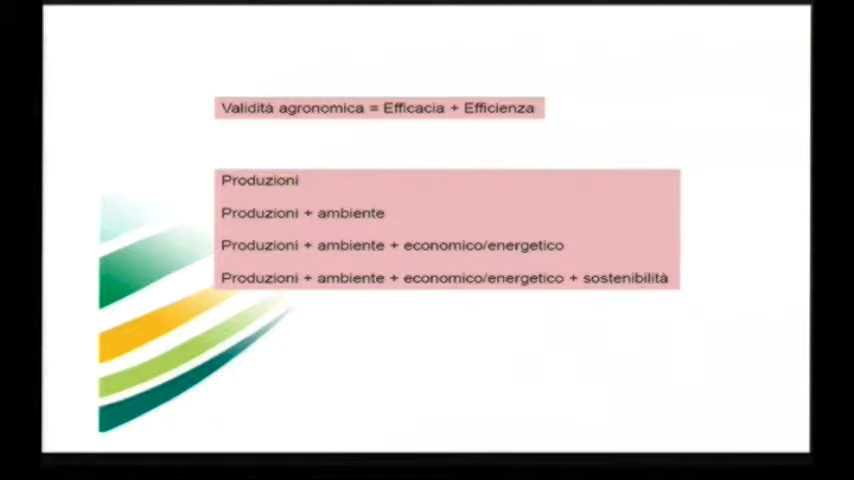 Validità agronomica = Efficacia + Efficienza
Produzioni
Produzioni + ambiente
Produzioni + ambiente + economico/energetico
Produzioni + ambiente + economico/energetico + sostenibilità